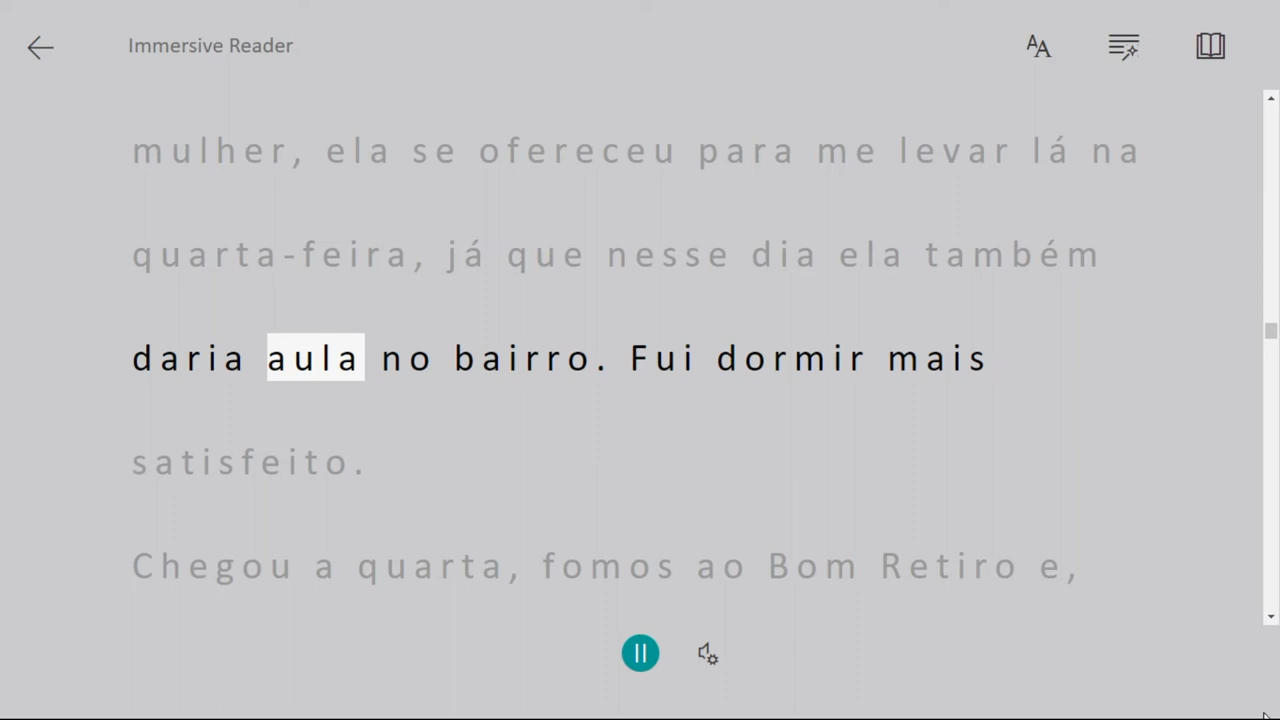 Immersive Reader
mulher, ela se ofereceu para me levar lá na
quarta-feira, já que nesse dia ela também
daria aula no bairro. Fui dormir mais
satisfeito.
Chegou a quarta, fomos ao Bom Retiro e,